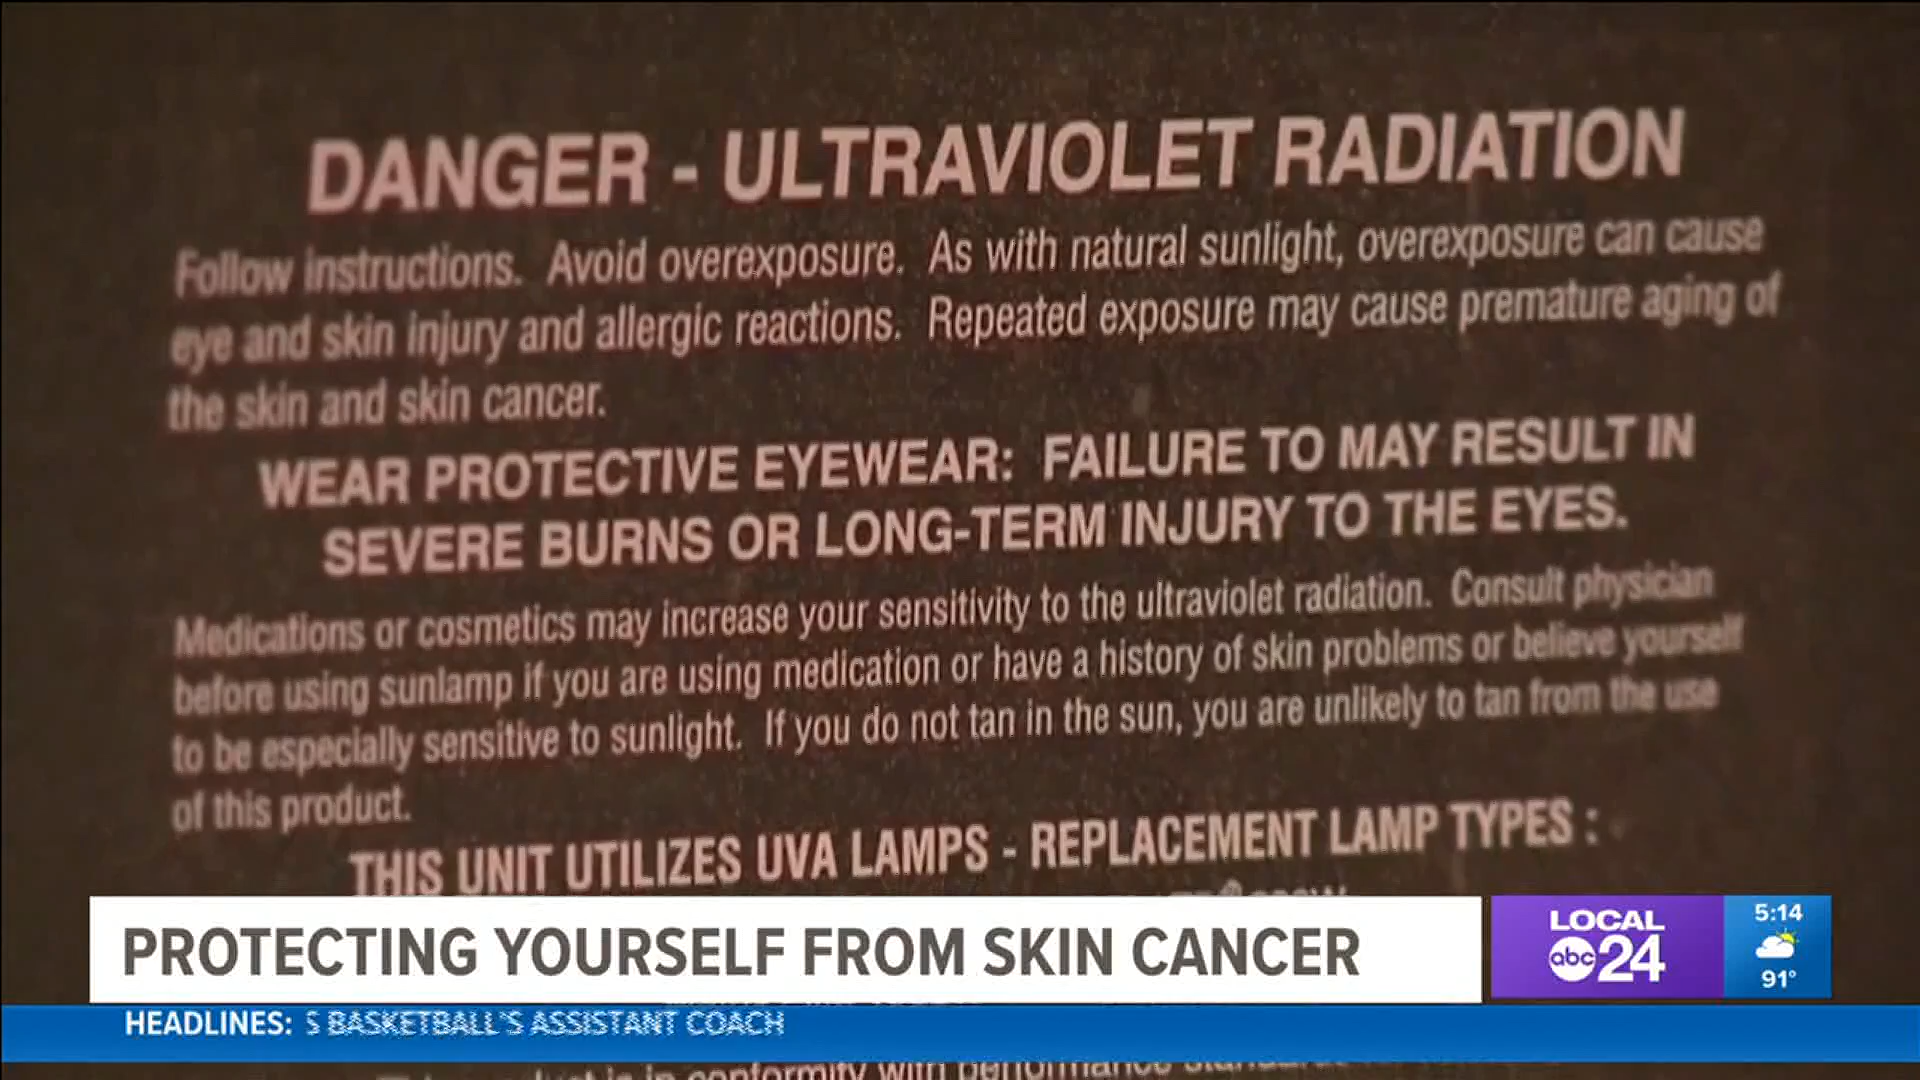 DANGER - ULTRAVIOLET RADIATION
Follow instructions. Avoid overexposure. As with natural sunlight, overexposure can cause
eye and skin injury and allergic reactions. Repeated exposure may cause premature aging of
the skin and skin cancer.
WEAR PROTECTIVE EYEWEAR: FAILURE TO MAY RESULT IN
SEVERE BURNS OR LONG-TERM INJURY TO THE EYES.
Medications or cosmetics may increase your sensitivity to the ultraviolet radiation. Consult physician
before using sunlamp if you are using medication or have a history of skin problems or believe yourself
to be especially sensitive to sunlight. If you do not tan in the sun, you are unlikely to tan from the use
of this product.
THIS UNIT UTILIZES UVA LAMPS - REPLACEMENT LAMP TYPES :
PROTECTING YOURSELF FROM SKIN CANCER
LOCAL
abc 24
5:14
91°
HEADLINES: S BASKETBALL'S ASSISTANT COACH
is in conformity with performance